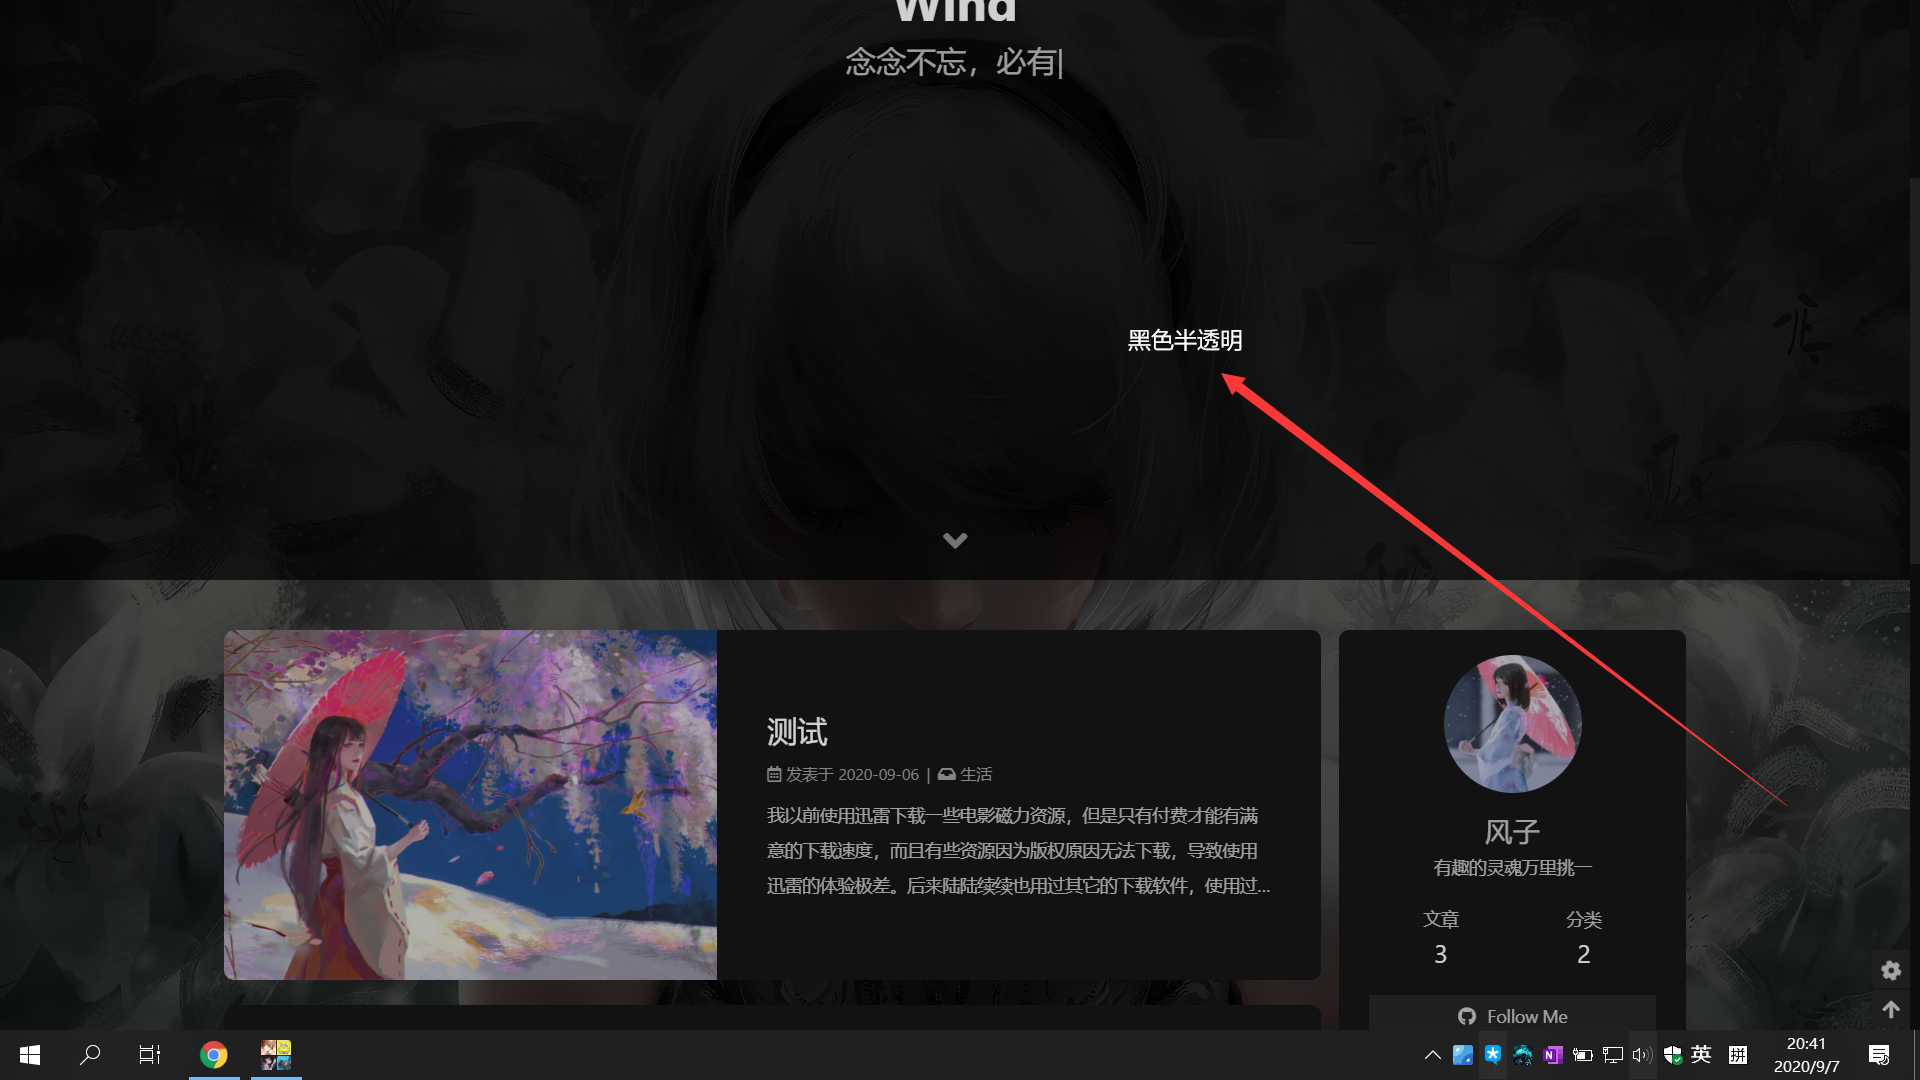 Wind
念念不忘，必有|
黑色半透明
测试
发表于 2020-09-06 | 生活
我以前使用迅雷下载一些电影磁力资源，但是只有付费才能有满
意的下载速度，而且有些资源因为版权原因无法下载，导致使用
迅雷的体验极差。后来陆陆续续也用过其它的下载软件，使用过...
风子
有趣的灵魂万里挑一
文章 分类
3 2
Follow Me
N 英 拼
20:41
2020/9/7